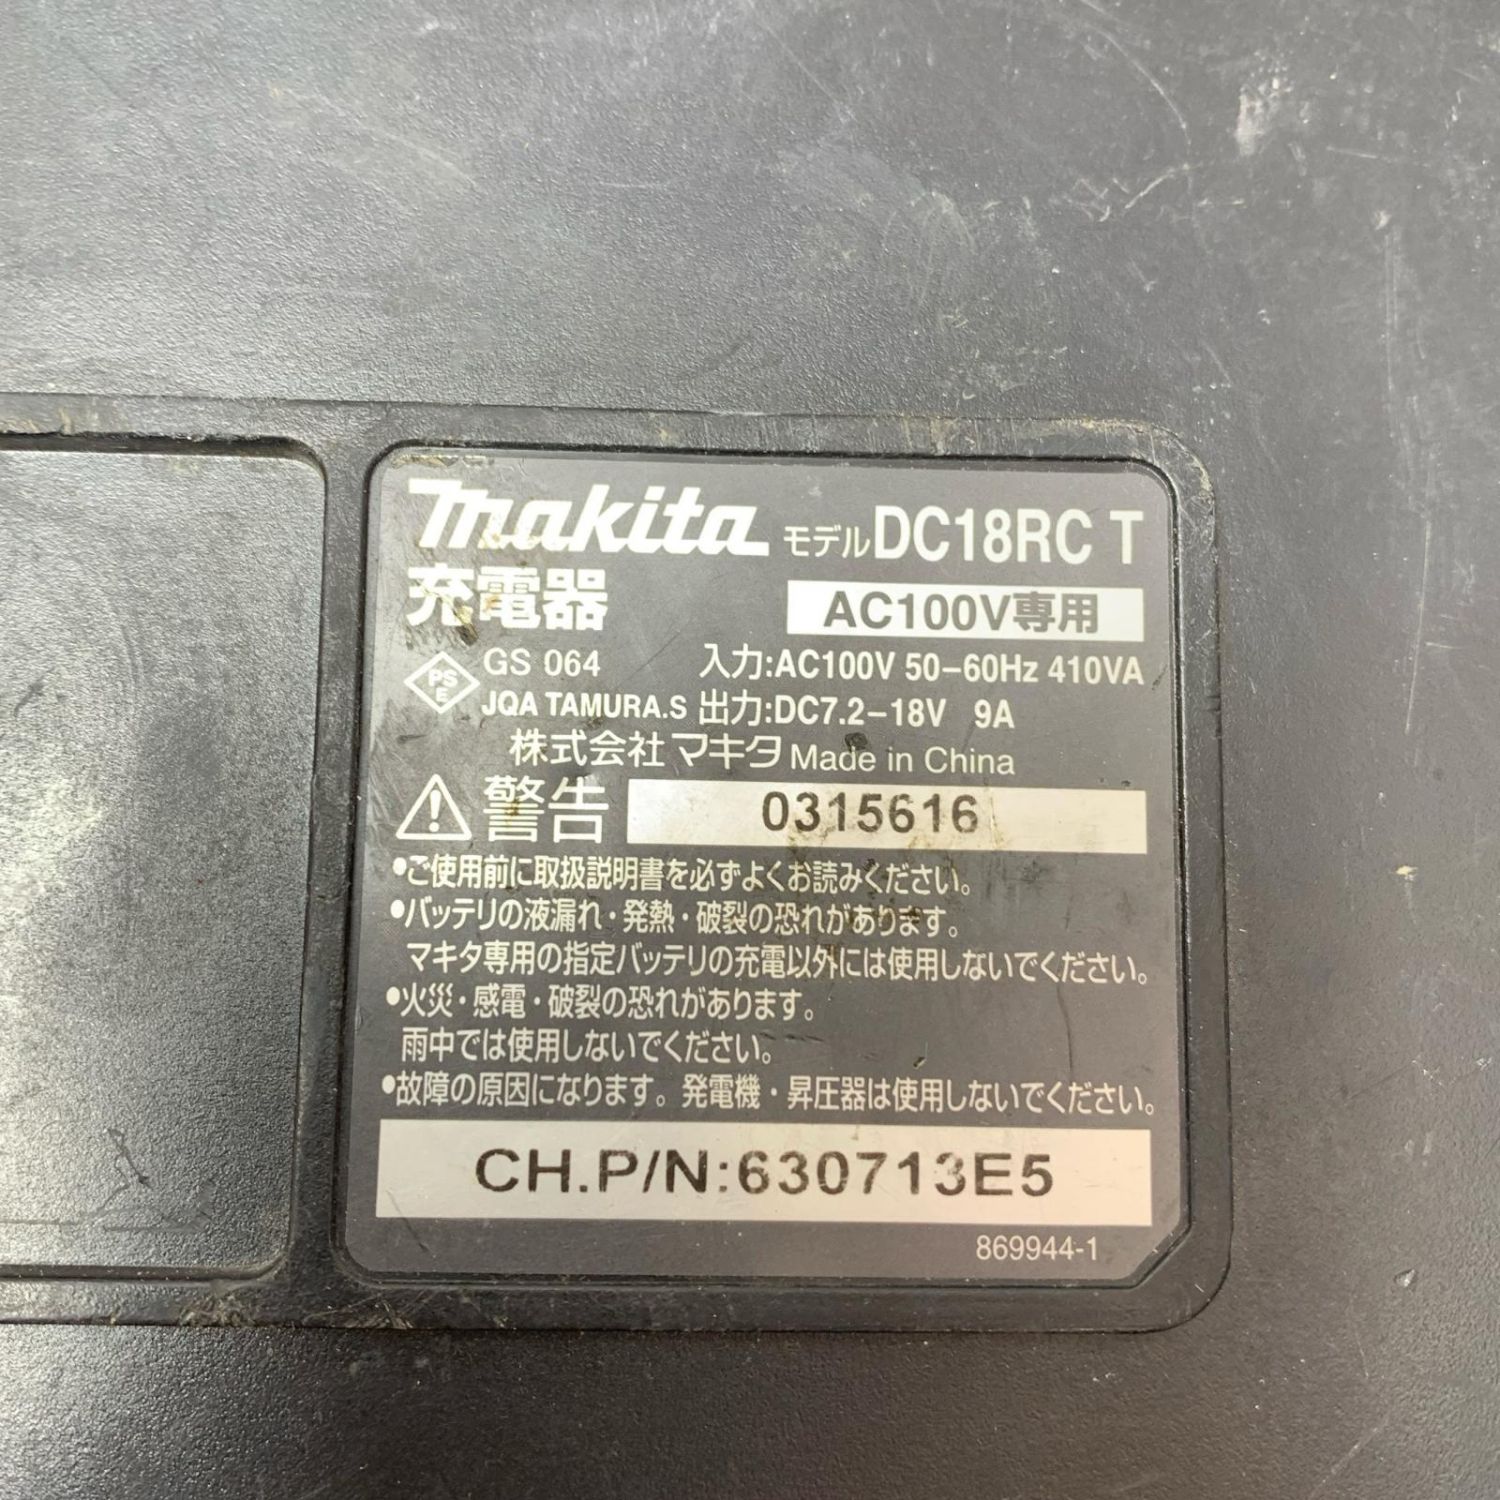 makita モデル DC18RC T
充電器 AC100V専用
PSE GS 064 入力:AC100V 50-60Hz 410VA
JQA TAMURA.S 出力:DC7.2-18V 9A
株式会社マキタ Made in China
警告 0315616
•ご使用前に取扱説明書を必ずよくお読みください。
•バッテリの液漏れ・発熱・破裂の恐れがあります。
マキタ専用の指定バッテリの充電以外には使用しないでください。
•火災・感電・破裂の恐れがあります。
雨中では使用しないでください。
•故障の原因になります。発電機・昇圧器は使用しないでください。
CH.P/N:630713E5
869944-1